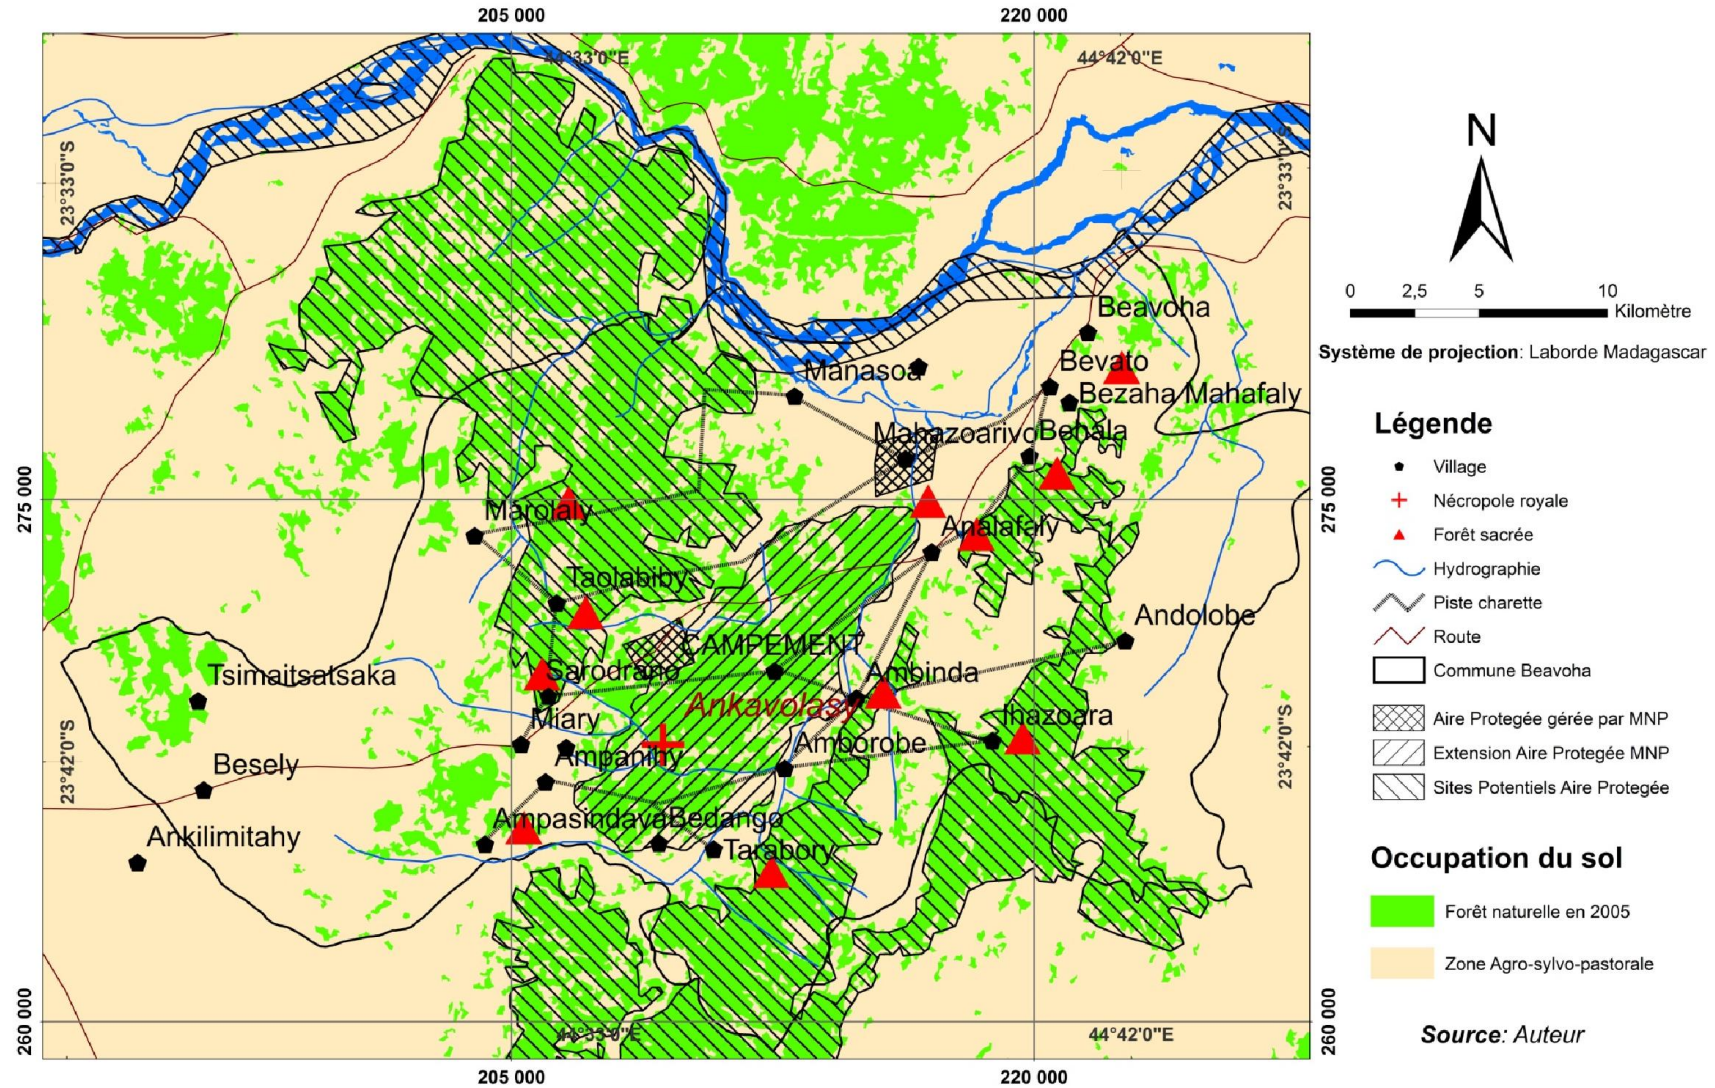 205 000
220 000
44°33'0"E
44°42'0"E
23°33'0"S
23°33'0"S
N
0 2,5 5 10
Kilomètre
Système de projection: Laborde Madagascar
Beavoha
Bevato
Manasoa
Bezaha Mahafaly
Mahazoarivo
Behala
275 000
275 000
Marolaly
Analafaly
Taolabiby
Andolobe
CAMPEMENT
Sarodrano
Ambinda
Tsimaitsatsaka
Ankavolasy
Miary
Ihazoara
23°42'0"S
23°42'0"S
Amborobe
Ampanihy
Besely
Ampasindava
Bedango
Ankilimitahy
Tarabory
260 000
260 000
44°33'0"E
44°42'0"E
205 000
220 000
Légende
Village
Nécropole royale
Forêt sacrée
Hydrographie
Piste charette
Route
Commune Beavoha
Aire Protegée gérée par MNP
Extension Aire Protegée MNP
Sites Potentiels Aire Protegée
Occupation du sol
Forêt naturelle en 2005
Zone Agro-sylvo-pastorale
Source: Auteur